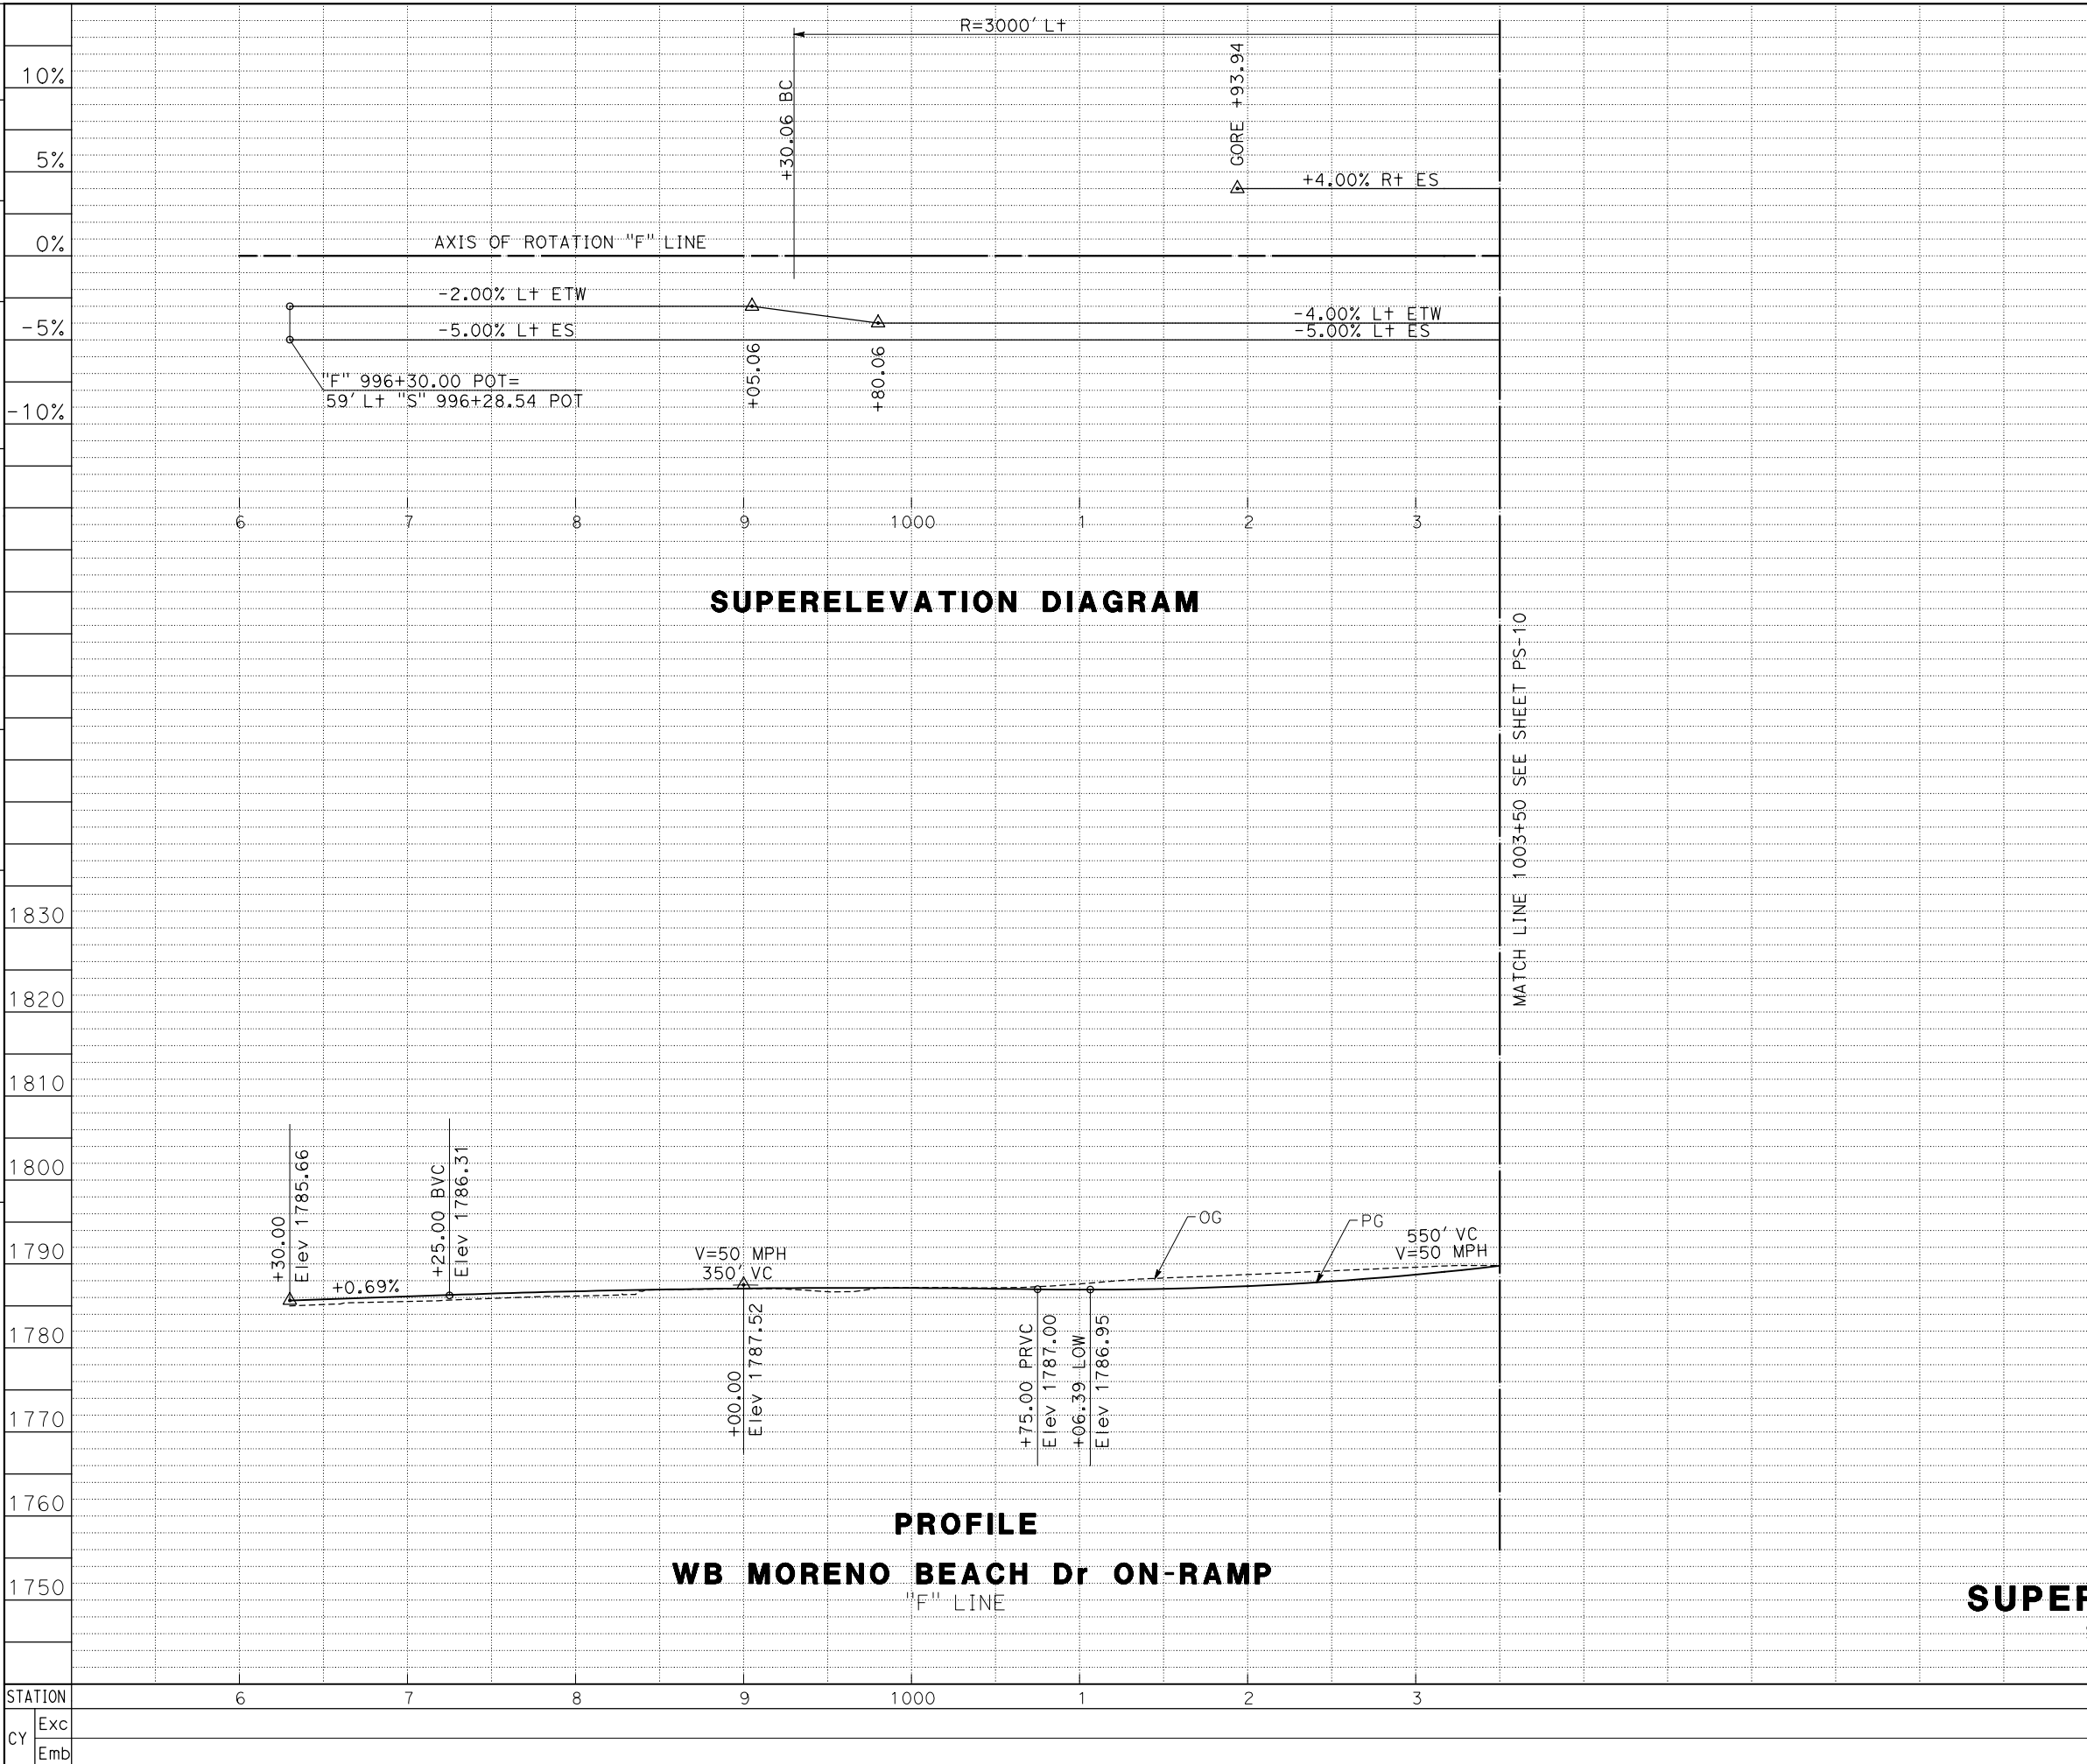 R=3000' Lt
+30.06 BC
GORE +93.94
10%
5%
0%
-5%
-10%
+4.00% Rt ES
AXIS OF ROTATION "F" LINE
-2.00% Lt ETW
-5.00% Lt ES
-4.00% Lt ETW
-5.00% Lt ES
"F" 996+30.00 POT=
59' Lt "S" 996+28.54 POT
+05.06
+80.06
6 7 8 9 1000 1 2 3
SUPERELEVATION DIAGRAM
MATCH LINE 1003+50 SEE SHEET PS-10
1830
1820
1810
1800
1790
1780
1770
1760
1750
+30.00
Elev 1785.66
+0.69%
+25.00 BVC
Elev 1786.31
V=50 MPH
350' VC
+00.00
Elev 1787.52
+75.00 PRVC
Elev 1787.00
+06.39 LOW
Elev 1786.95
OG
PG
550' VC
V=50 MPH
PROFILE
WB MORENO BEACH Dr ON-RAMP
"F" LINE
SUPER
STATION 6 7 8 9 1000 1 2 3
CY
Exc
Emb